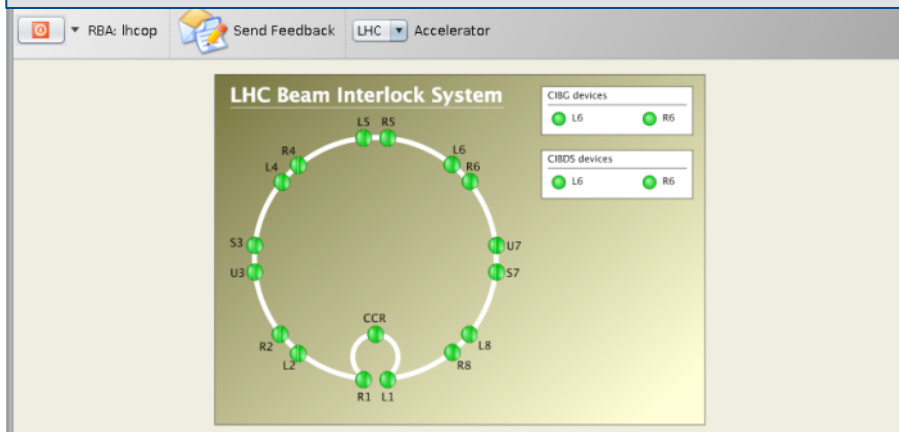 RBA: lhcop Send Feedback LHC Accelerator
LHC Beam Interlock System
CIBG devices
L6 R6
CIBDS devices
L6 R6
L5 R5
R4 L6
L4 R6
S3 U7
U3 S7
CCR
R2 L8
L2 R8
R1 L1